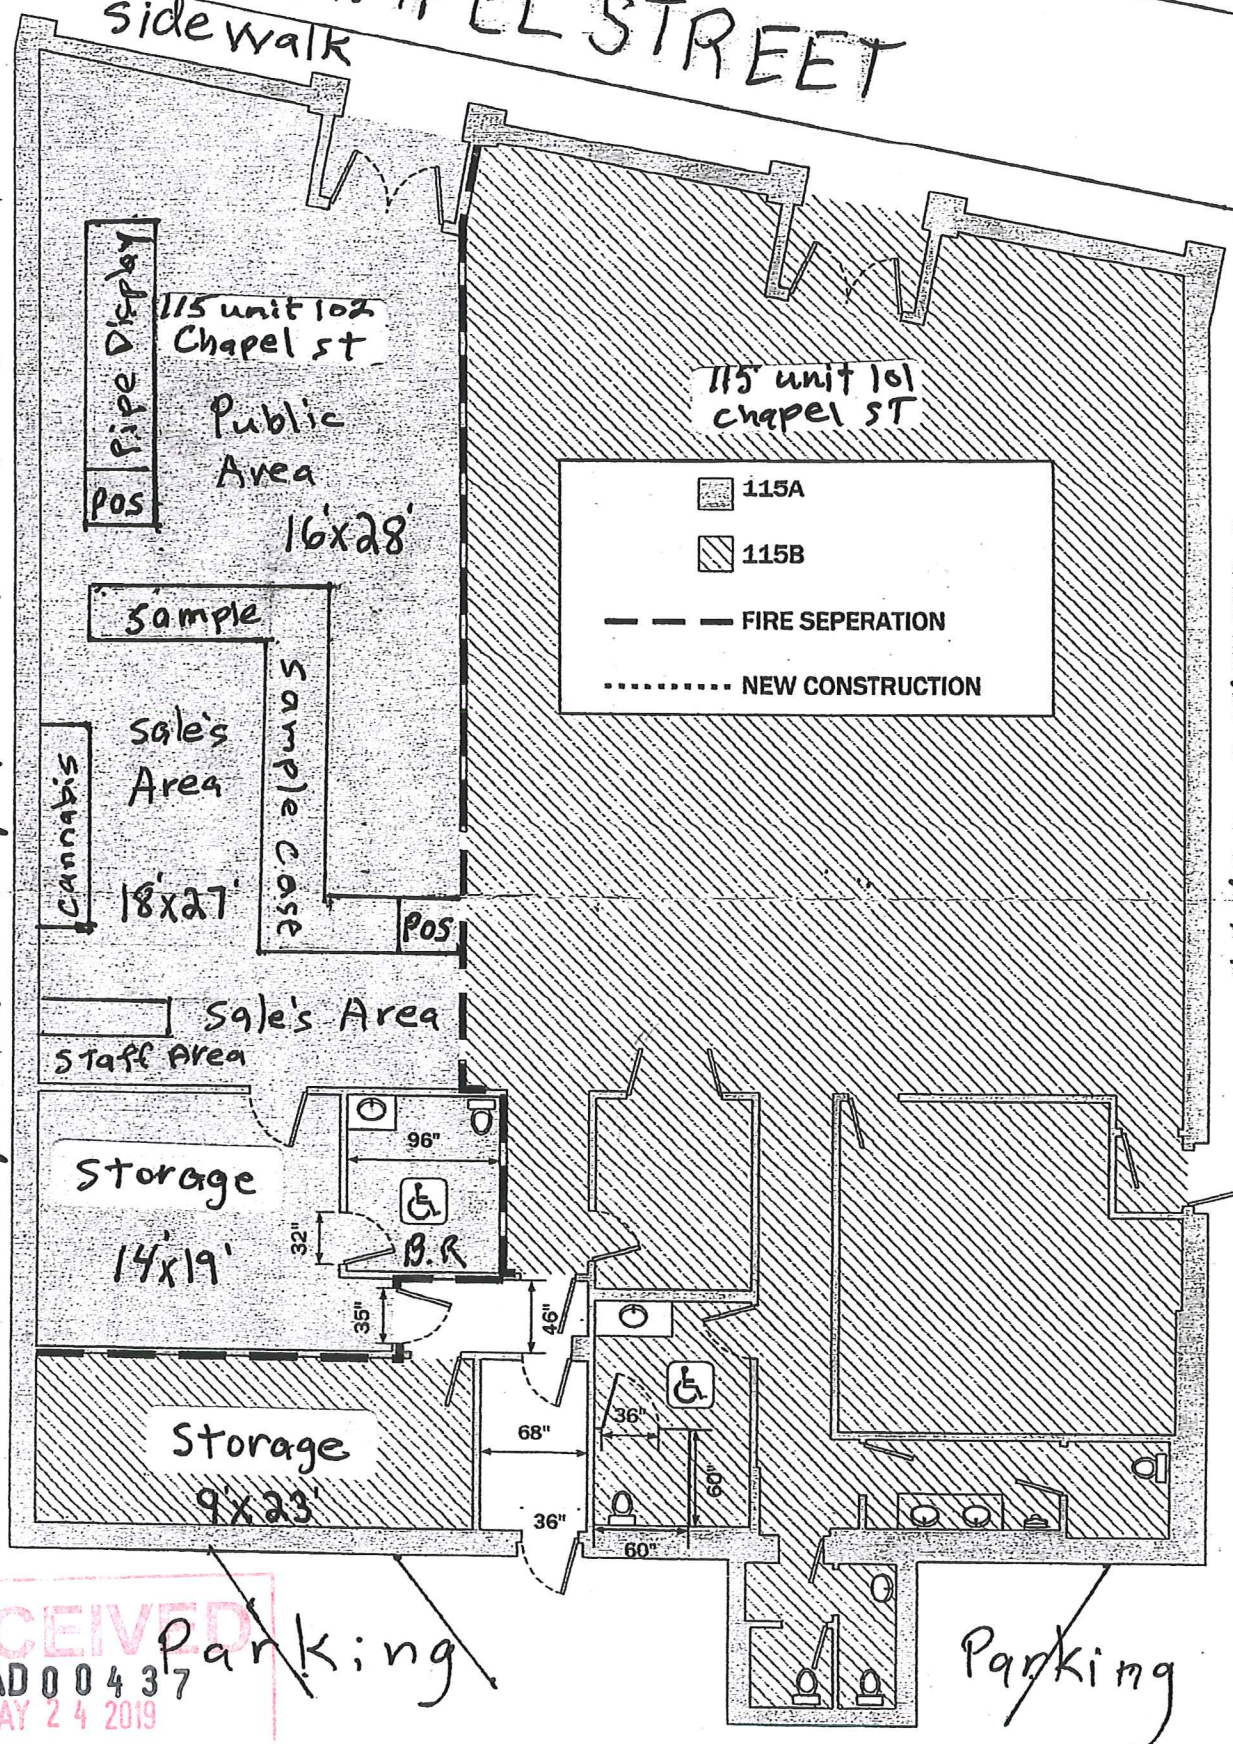 sidewalk
STREET
Pipe Display
POS
115 unit 102
Chapel st
Public
Area
16'x28'
115 unit 101
chapel ST
115A
115B
FIRE SEPERATION
NEW CONSTRUCTION
sample
sample case
sale's
Area
cannabis
18'x27'
POS
sale's Area
staff Area
storage
14'x19'
96"
32"
B.R
35"
46"
storage
9'x23'
68"
36"
36"
60"
60"
Parking
Parking
00437
24 2019